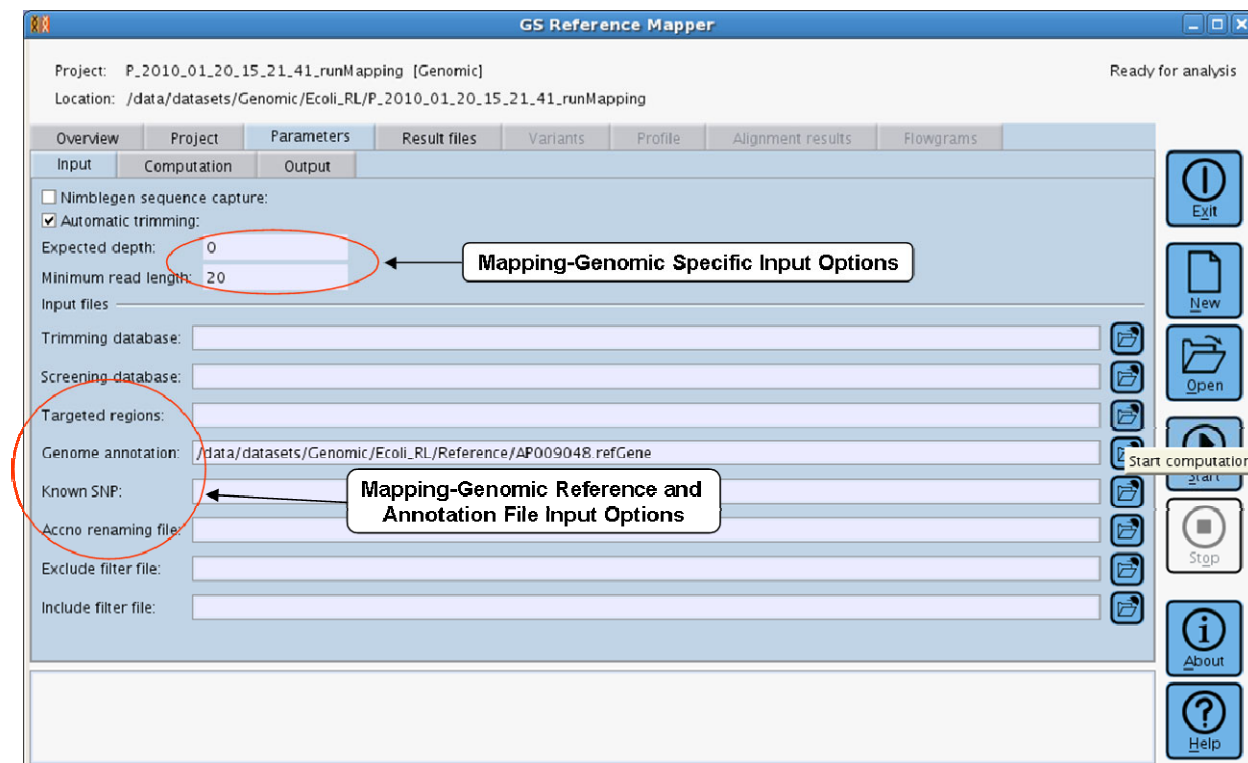 GS Reference Mapper
Project: P_2010_01_20_15_21_41_runMapping [Genomic]
Ready for analysis
Location: /data/datasets/Genomic/Ecoli_RL/P_2010_01_20_15_21_41_runMapping
Overview Project Parameters Result files Variants Profile Alignment results Flowgrams
Input Computation Output
Nimblegen sequence capture:
Automatic trimming:
Expected depth: 0
Minimum read length: 20
Mapping-Genomic Specific Input Options
Input files
Trimming database:
Screening database:
Targeted regions:
Genome annotation: /data/datasets/Genomic/Ecoli_RL/Reference/AP009048.refGene
Known SNP:
Mapping-Genomic Reference and
Annotation File Input Options
Accno renaming file:
Exclude filter file:
Include filter file:
Exit
New
Open
Start computation
Start
Stop
About
Help